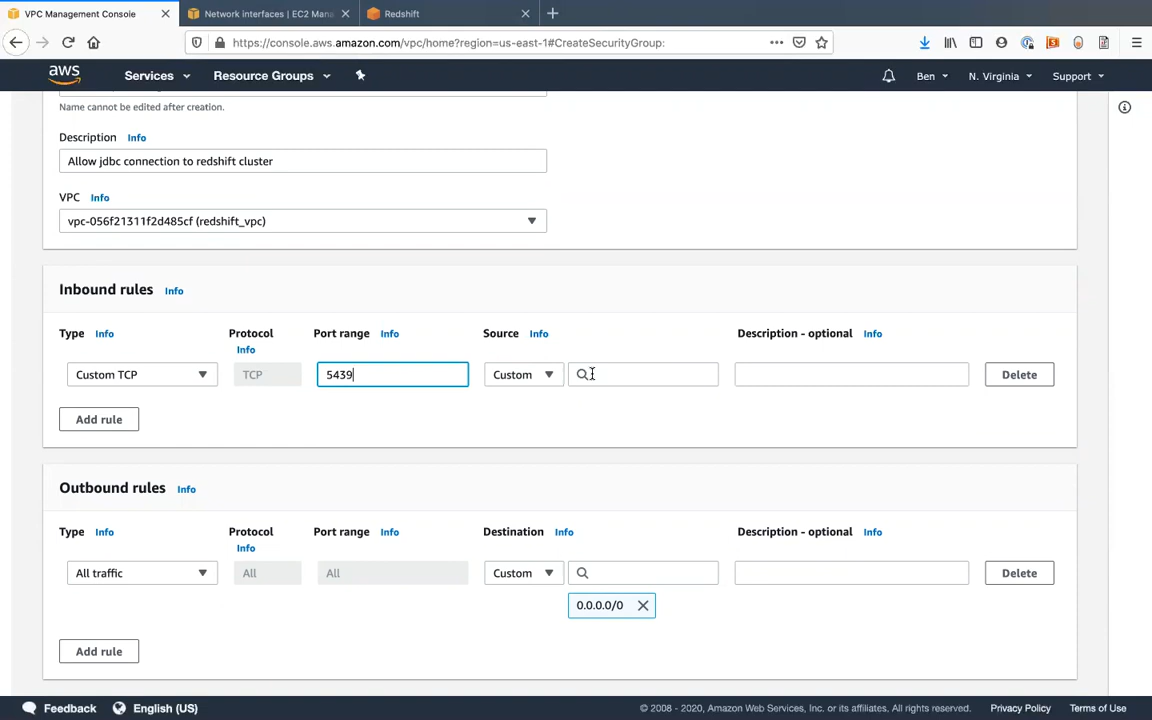 VPC Management Console
Network interfaces | EC2 Mana
Redshift
https://console.aws.amazon.com/vpc/home?region=us-east-1#CreateSecurityGroup:
aws
Services
Resource Groups
Ben
N. Virginia
Support
Name cannot be edited after creation.
Description Info
Allow jdbc connection to redshift cluster
VPC Info
vpc-056f21311f2d485cf (redshift_vpc)
Inbound rules Info
Type Info
Protocol Info
Port range Info
Source Info
Description - optional Info
Custom TCP
TCP
5439
Custom
Delete
Add rule
Outbound rules Info
Type Info
Protocol Info
Port range Info
Destination Info
Description - optional Info
All traffic
All
All
Custom
Delete
0.0.0.0/0
Add rule
Feedback
English (US)
© 2008 - 2020, Amazon Web Services, Inc. or its affiliates. All rights reserved.
Privacy Policy
Terms of Use